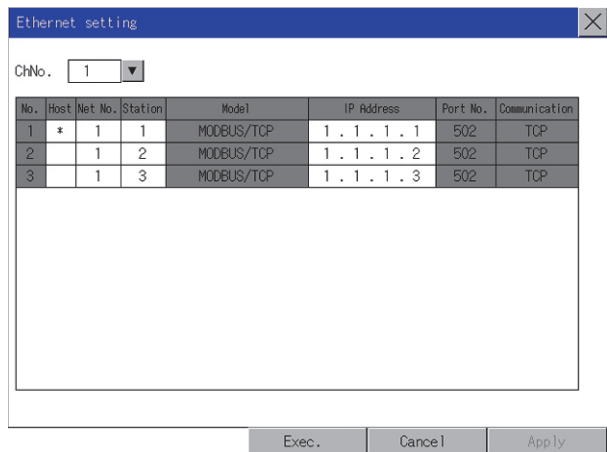 Ethernet setting
ChNo. 1
No. Host Net No. Station Model IP Address Port No. Communication
1 * 1 1 MODBUS/TCP 1 . 1 . 1 . 1 502 TCP
2 1 2 MODBUS/TCP 1 . 1 . 1 . 2 502 TCP
3 1 3 MODBUS/TCP 1 . 1 . 1 . 3 502 TCP
Exec. Cancel Apply